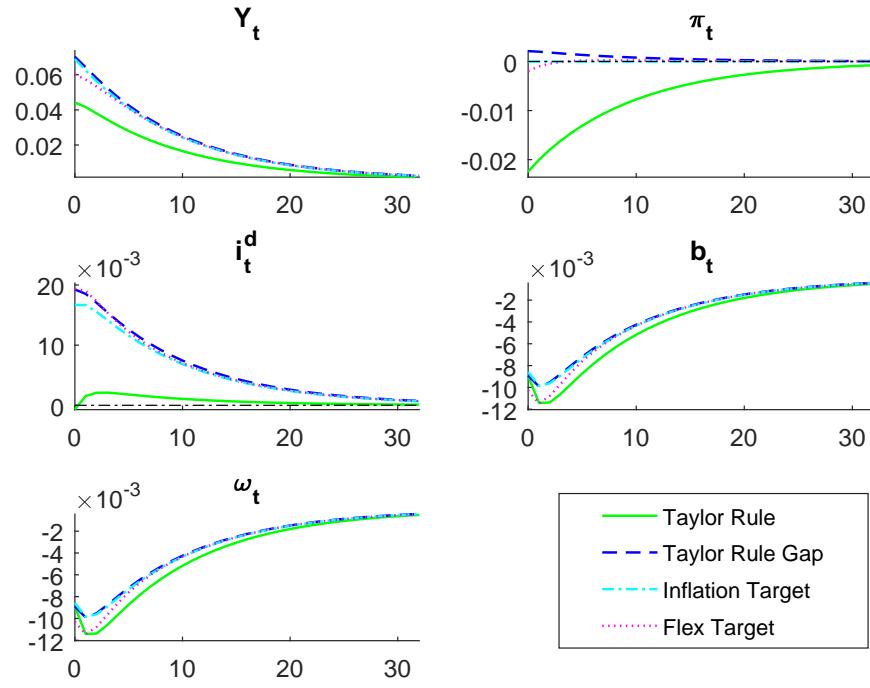 Y_t
0.06
0.04
0.02
0 10 20 30
π_t
0
-0.01
-0.02
0 10 20 30
i_t^d
× 10^-3
20
10
0
0 10 20 30
b_t
× 10^-3
-2
-4
-6
-8
-10
-12
0 10 20 30
ω_t
× 10^-3
-2
-4
-6
-8
-10
-12
0 10 20 30
Taylor Rule
Taylor Rule Gap
Inflation Target
Flex Target